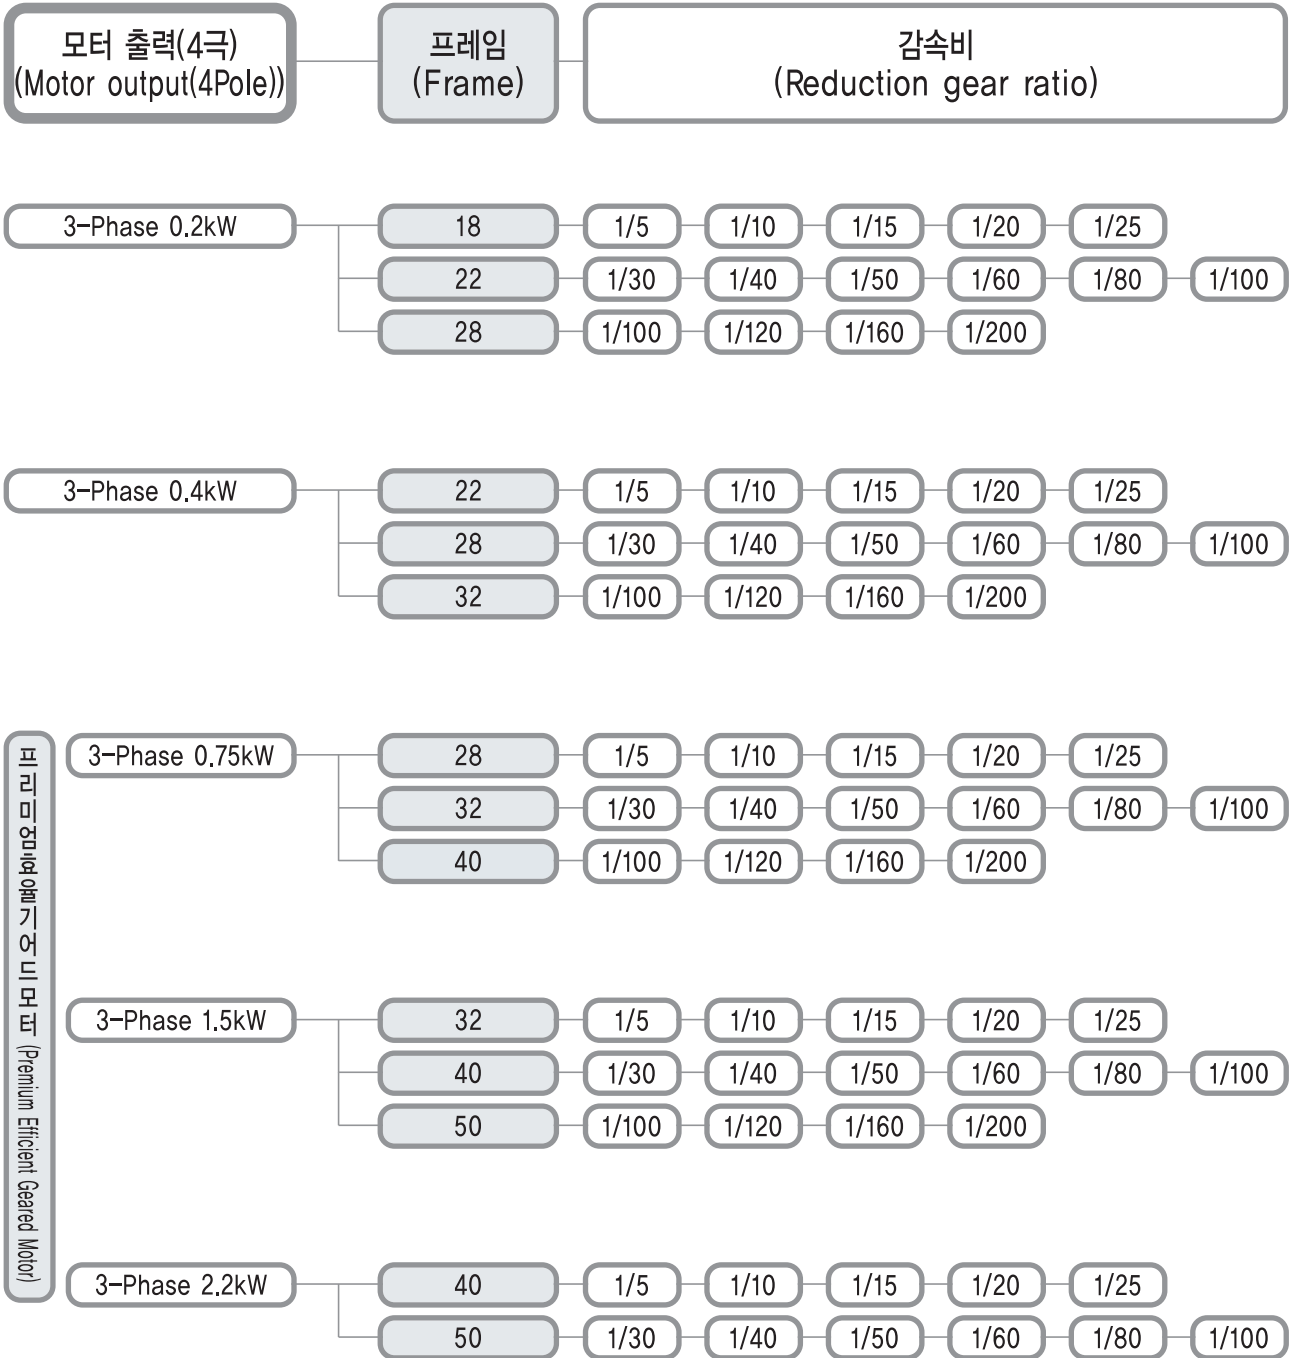 모터 출력(4극)
(Motor output(4Pole))
프레임
(Frame)
감속비
(Reduction gear ratio)
3-Phase 0.2kW
18 1/5 1/10 1/15 1/20 1/25
22 1/30 1/40 1/50 1/60 1/80 1/100
28 1/100 1/120 1/160 1/200
3-Phase 0.4kW
22 1/5 1/10 1/15 1/20 1/25
28 1/30 1/40 1/50 1/60 1/80 1/100
32 1/100 1/120 1/160 1/200
프리미엄효율기어드모터 (Premium Efficient Geared Motor)
3-Phase 0.75kW
28 1/5 1/10 1/15 1/20 1/25
32 1/30 1/40 1/50 1/60 1/80 1/100
40 1/100 1/120 1/160 1/200
3-Phase 1.5kW
32 1/5 1/10 1/15 1/20 1/25
40 1/30 1/40 1/50 1/60 1/80 1/100
50 1/100 1/120 1/160 1/200
3-Phase 2.2kW
40 1/5 1/10 1/15 1/20 1/25
50 1/30 1/40 1/50 1/60 1/80 1/100